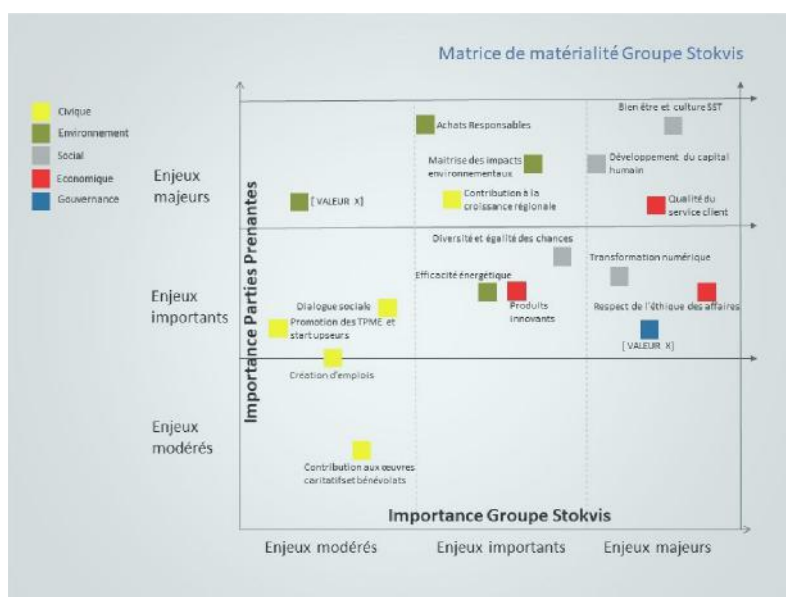 Matrice de matérialité Groupe Stokvis
Civique
Environnement
Social
Economique
Gouvernance
Importance Parties Prenantes
Enjeux
majeurs
Enjeux
importants
Enjeux
modérés
Bien être et culture SST
Achats Responsables
Maitrise des impacts
environnementaux
Développement du capital
humain
[VALEUR X]
Contribution à la
croissance régionale
Qualité du
service client
Diversité et égalité des chances
Transformation numérique
Efficacité énergétique
Dialogue sociale
Produits
innovants
Respect de l'éthique des affaires
Promotion des TPME et
startupseurs
[VALEUR X]
Création d'emplois
Contribution aux œuvres
caritatifset bénévolats
Importance Groupe Stokvis
Enjeux modérés
Enjeux importants
Enjeux majeurs